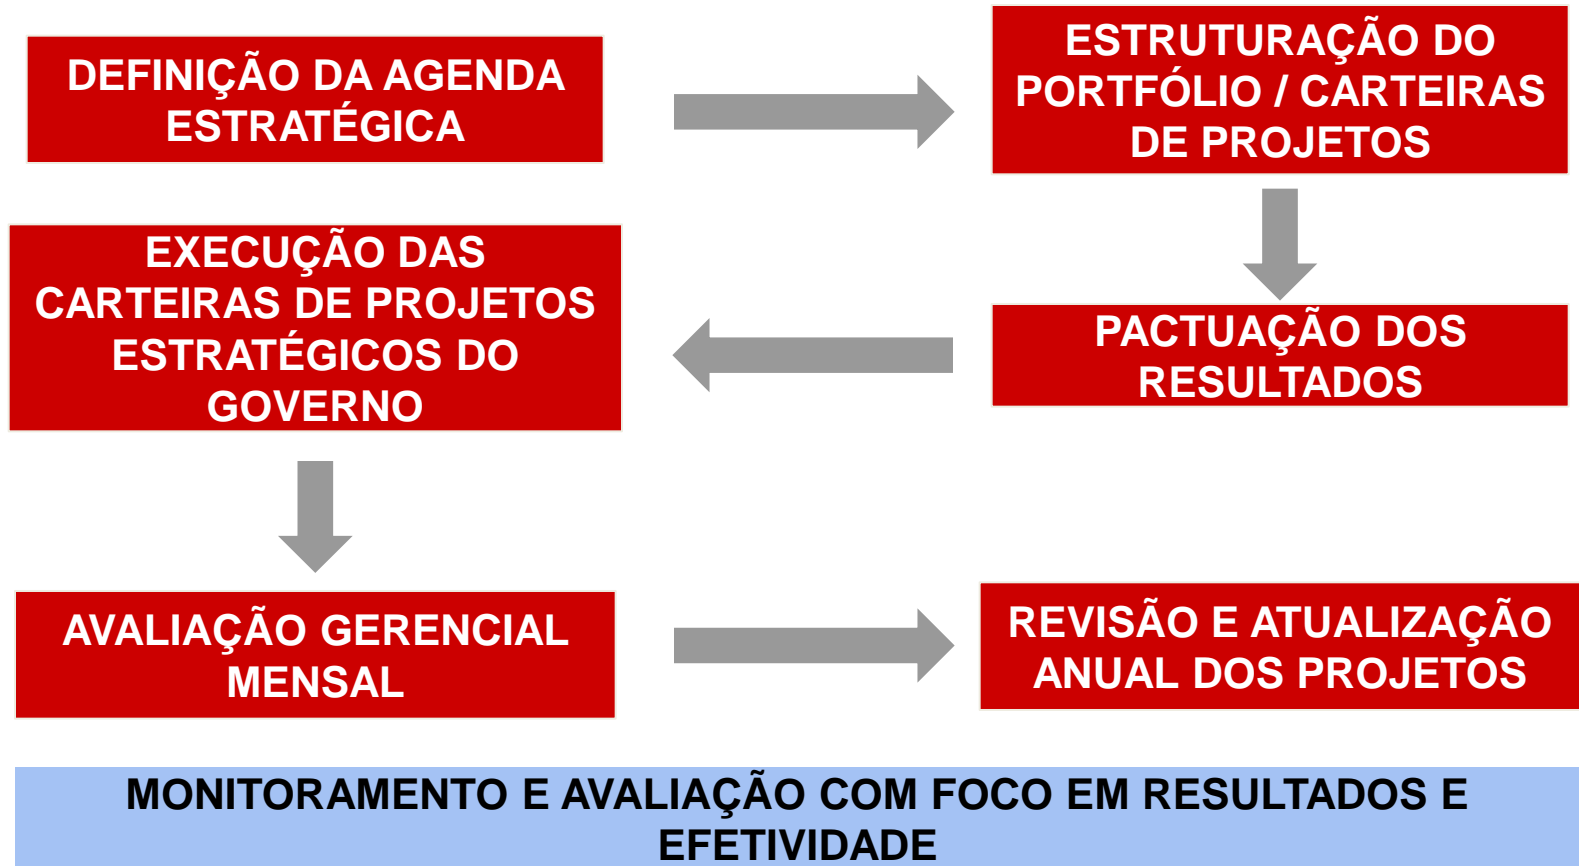 DEFINIÇÃO DA AGENDA
ESTRATÉGICA
ESTRUTURAÇÃO DO
PORTFÓLIO / CARTEIRAS
DE PROJETOS
EXECUÇÃO DAS
CARTEIRAS DE PROJETOS
ESTRATÉGICOS DO
GOVERNO
PACTUAÇÃO DOS
RESULTADOS
AVALIAÇÃO GERENCIAL
MENSAL
REVISÃO E ATUALIZAÇÃO
ANUAL DOS PROJETOS
MONITORAMENTO E AVALIAÇÃO COM FOCO EM RESULTADOS E
EFETIVIDADE